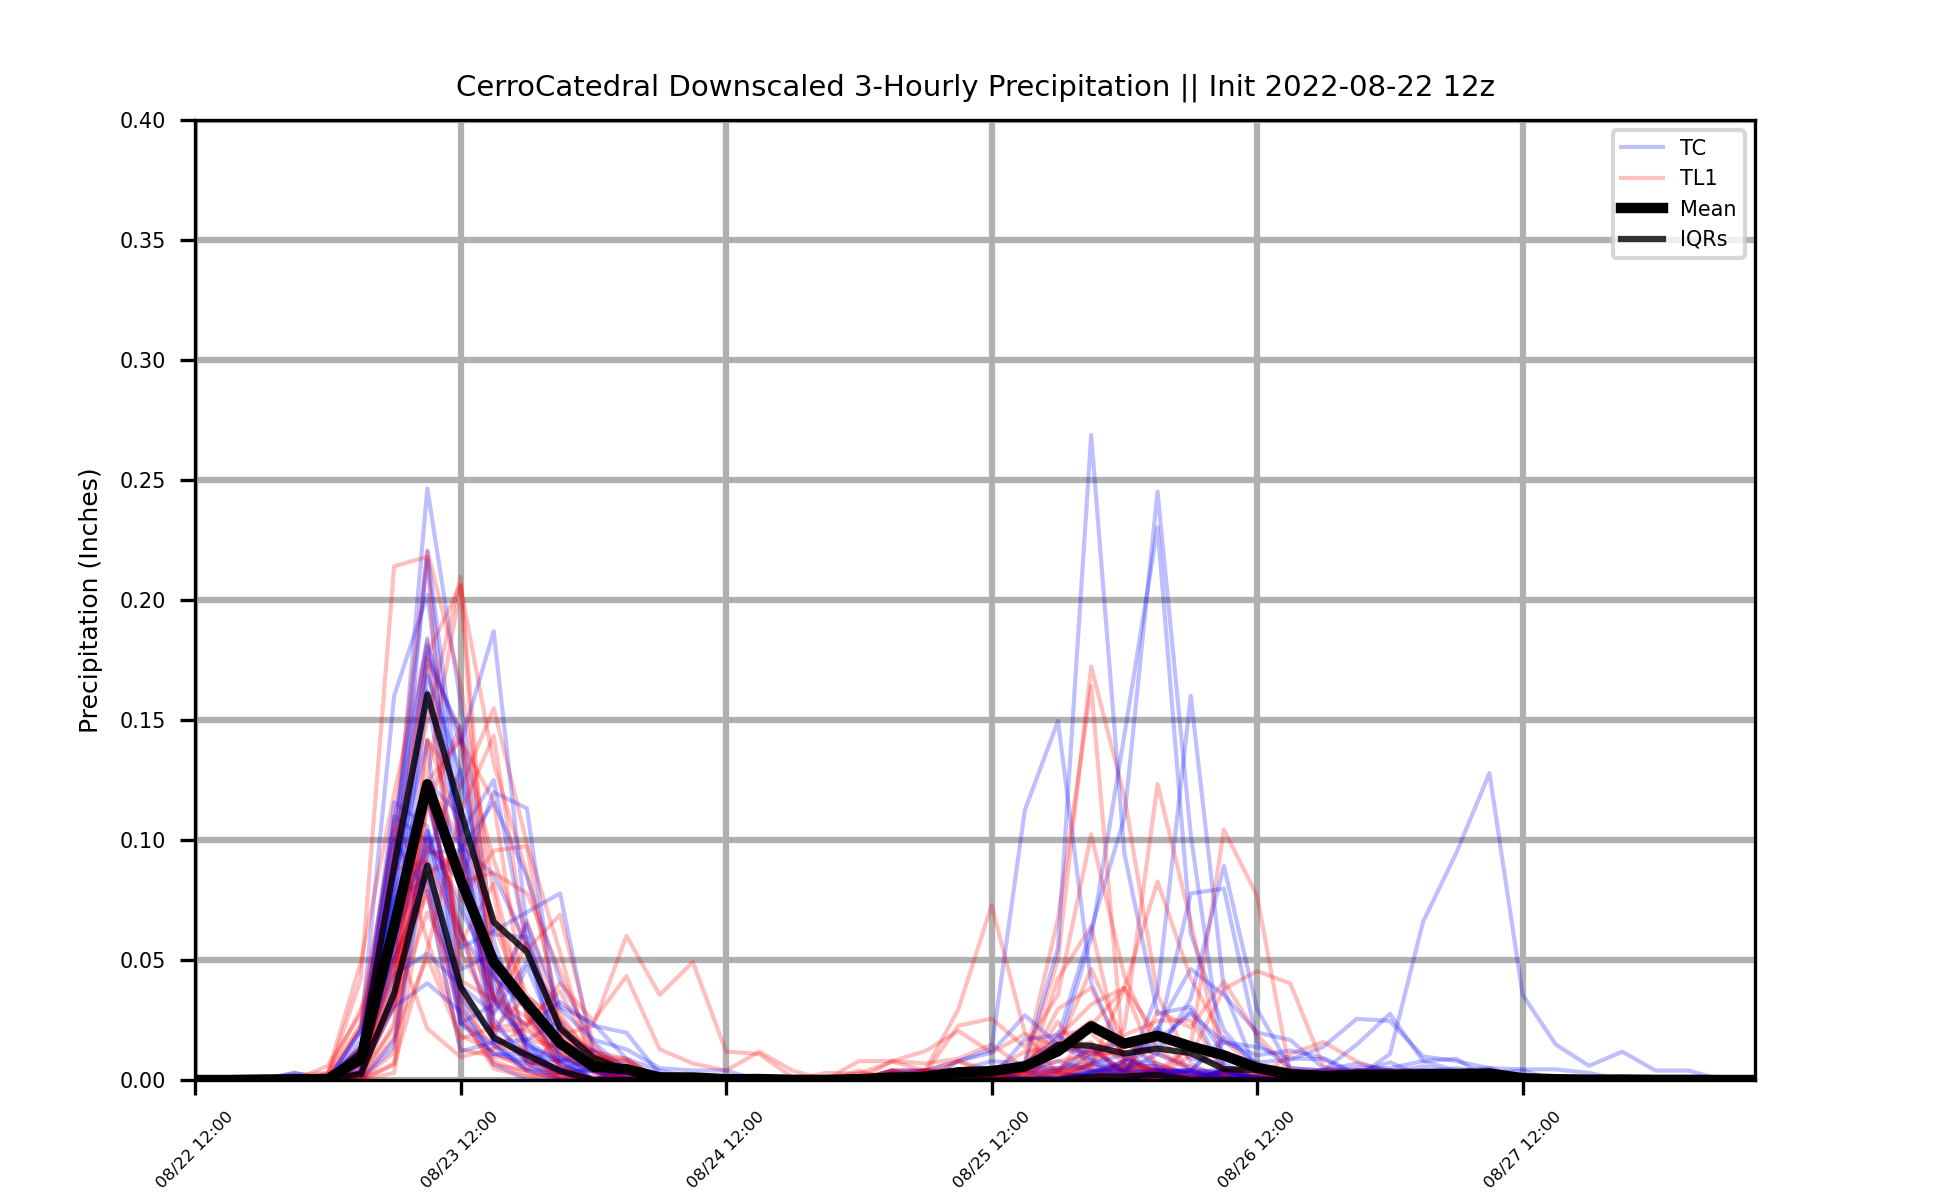 CerroCatedral Downscaled 3-Hourly Precipitation || Init 2022-08-22 12z
Precipitation (Inches)
0.40
0.35
0.30
0.25
0.20
0.15
0.10
0.05
0.00
TC
TL1
Mean
IQRs
08/22 12:00
08/23 12:00
08/24 12:00
08/25 12:00
08/26 12:00
08/27 12:00